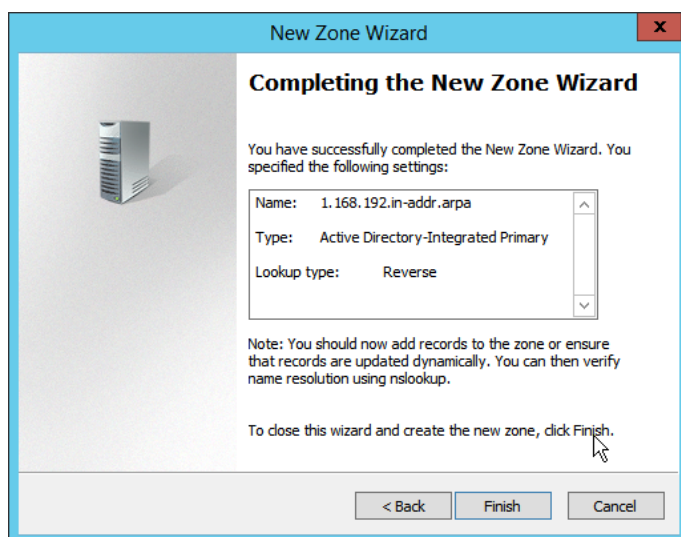 New Zone Wizard
x
Completing the New Zone Wizard
You have successfully completed the New Zone Wizard. You
specified the following settings:
Name: 1.168.192.in-addr.arpa
Type: Active Directory-Integrated Primary
Lookup type: Reverse
Note: You should now add records to the zone or ensure
that records are updated dynamically. You can then verify
name resolution using nslookup.
To close this wizard and create the new zone, click Finish.
< Back Finish Cancel